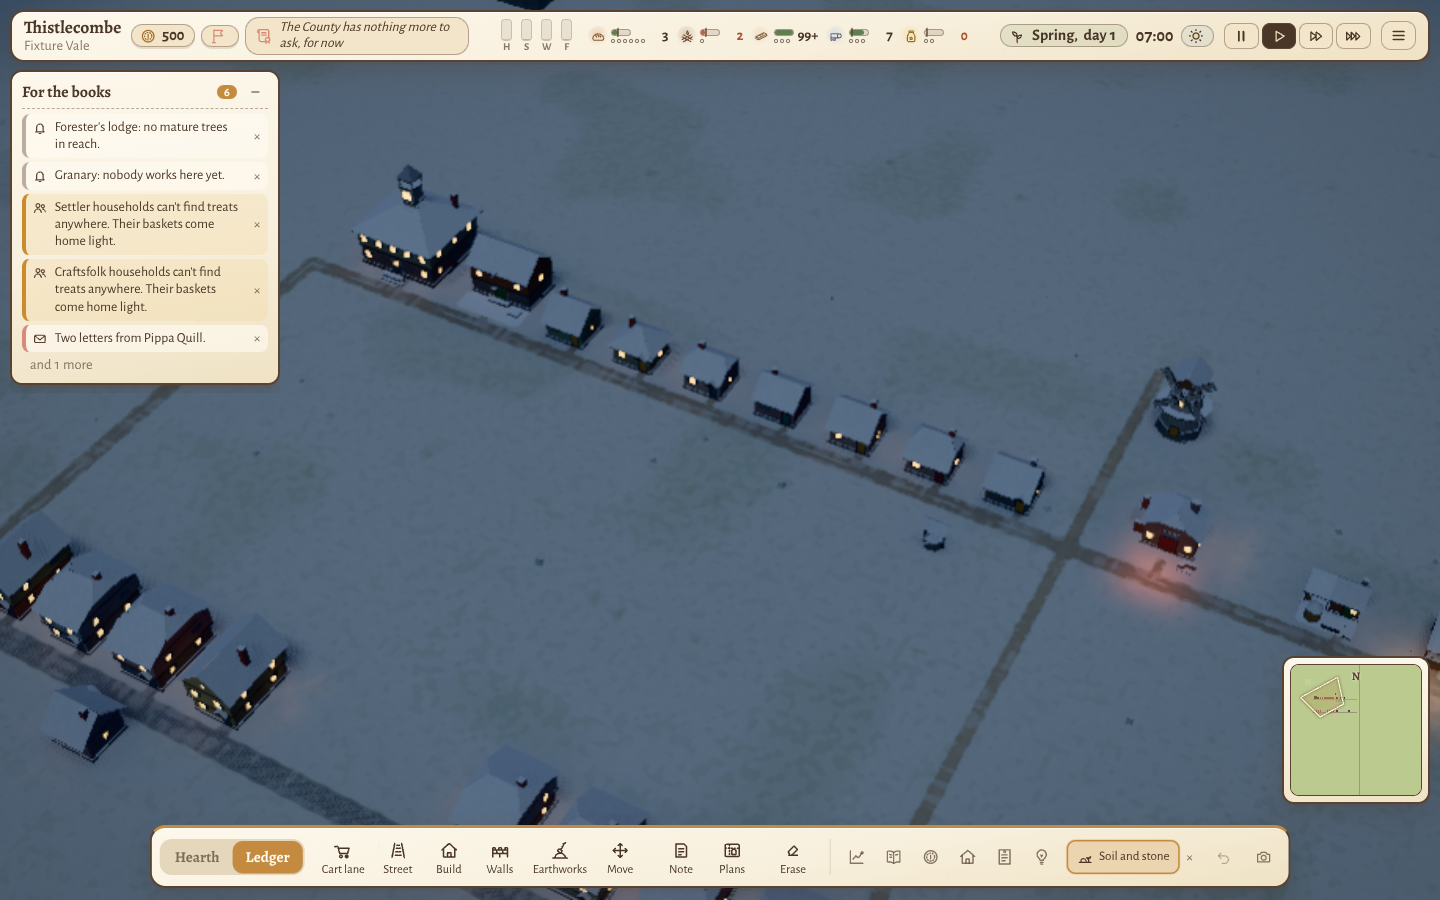 Thistlecombe
Fixture Vale
500
The County has nothing more to
ask, for now
H S W F
3
2
99+
7
0
Spring, day 1
07:00
For the books
6
Forester's lodge: no mature trees
in reach.
Granary: nobody works here yet.
Settler households can't find treats
anywhere. Their baskets come
home light.
Craftsfolk households can't find
treats anywhere. Their baskets
come home light.
Two letters from Pippa Quill.
and 1 more
N
Hearth
Ledger
Cart lane
Street
Build
Walls
Earthworks
Move
Note
Plans
Erase
Soil and stone